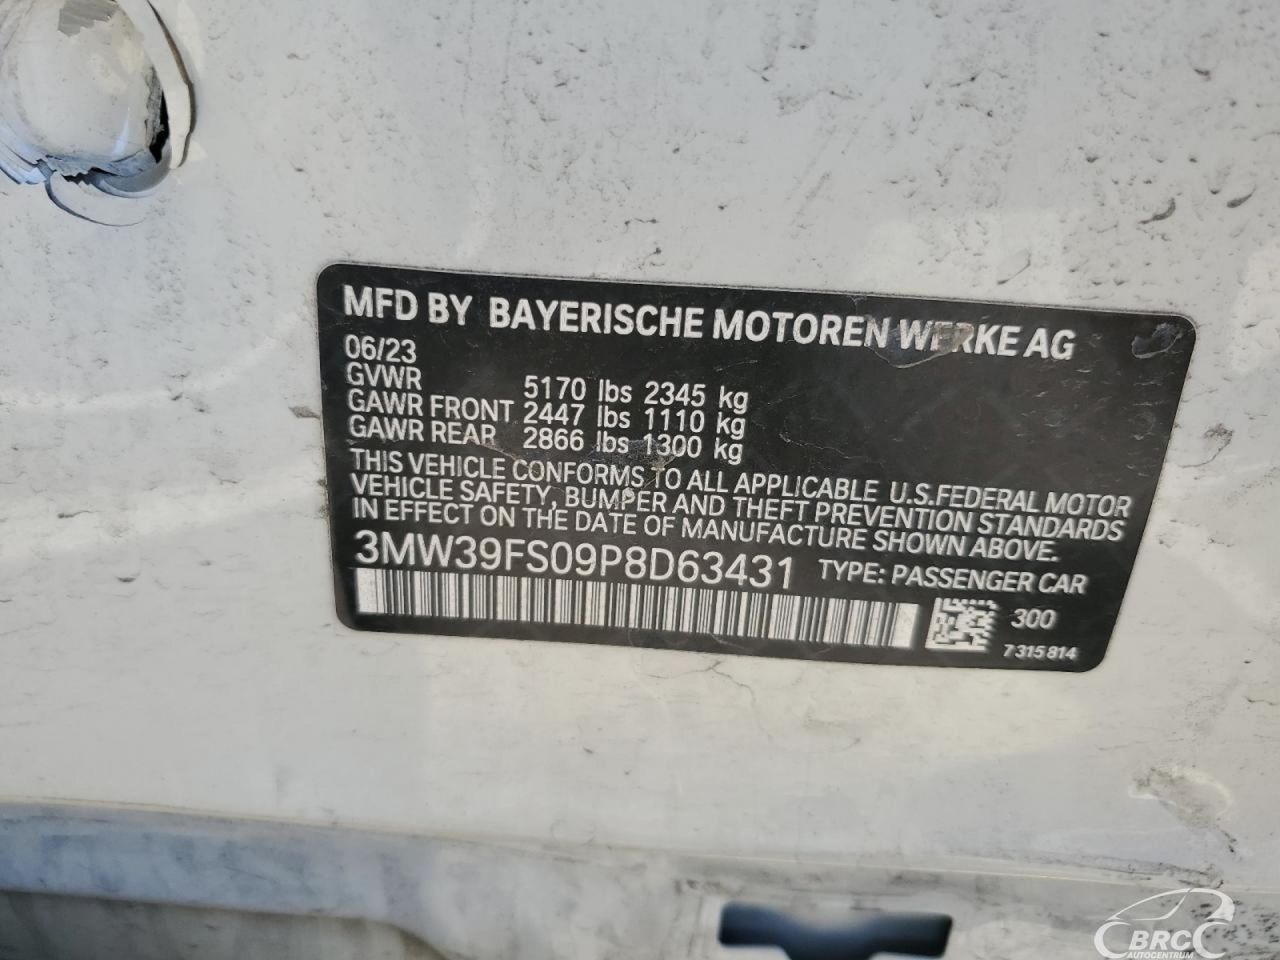 MFD BY BAYERISCHE MOTOREN WERKE AG
06/23
GVWR 5170 lbs 2345 kg
GAWR FRONT 2447 lbs 1110 kg
GAWR REAR 2866 lbs 1300 kg
THIS VEHICLE CONFORMS TO ALL APPLICABLE U.S.FEDERAL MOTOR
VEHICLE SAFETY, BUMPER AND THEFT PREVENTION STANDARDS
IN EFFECT ON THE DATE OF MANUFACTURE SHOWN ABOVE.
3MW39FS09P8D63431 TYPE: PASSENGER CAR
300
7 315 814
BRC
AUTOCENTRUM